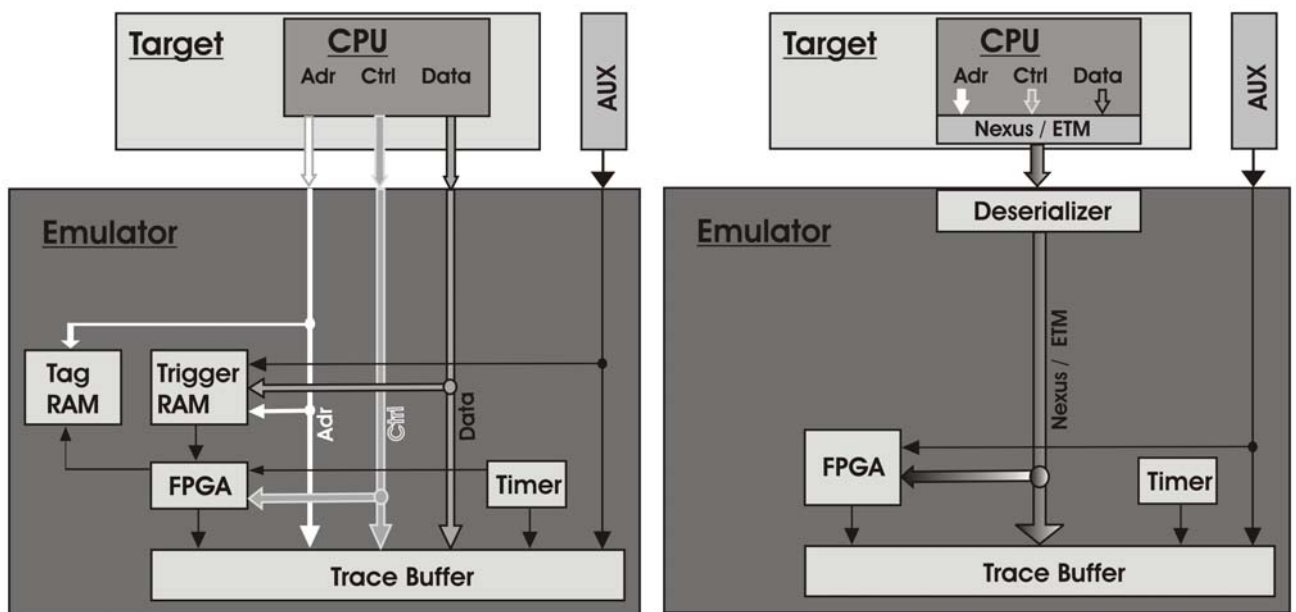 Target
CPU
Adr Ctrl Data
AUX
Emulator
Tag
RAM
Trigger
RAM
Adr
Ctrl
Data
FPGA
Timer
Trace Buffer
Target
CPU
Adr Ctrl Data
Nexus / ETM
AUX
Deserializer
Emulator
Nexus / ETM
FPGA
Timer
Trace Buffer